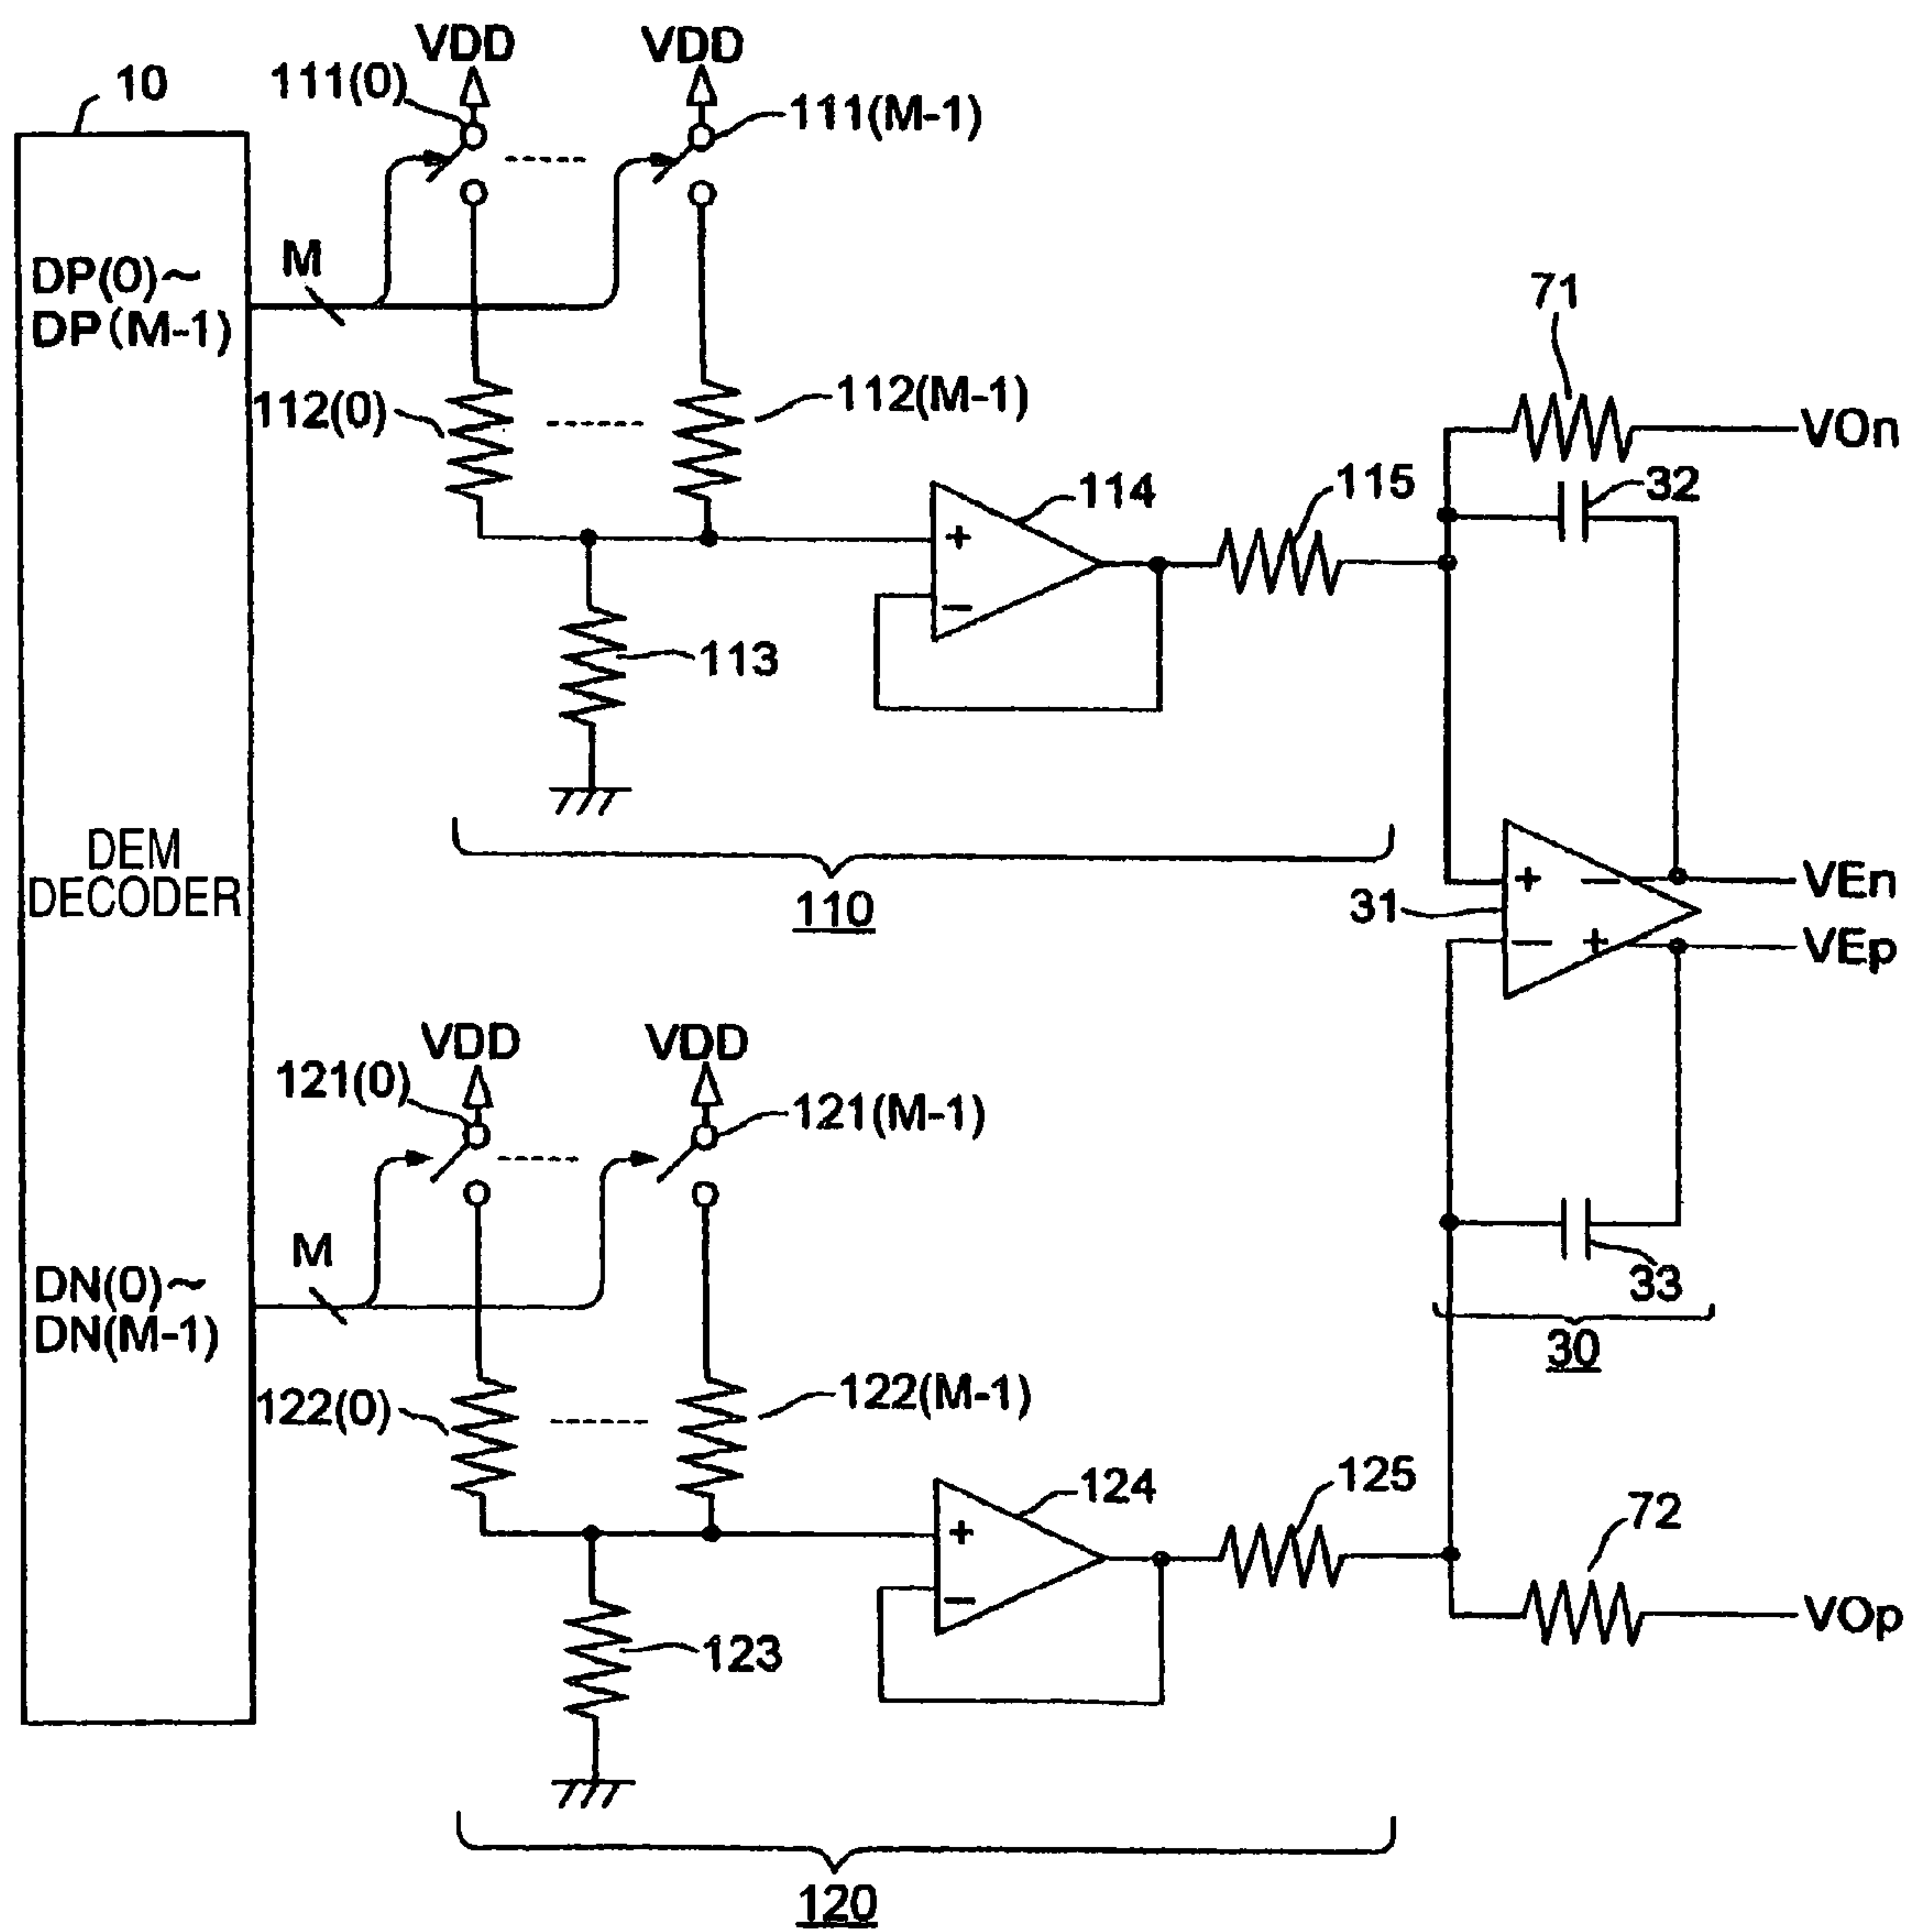 VDD
VDD
10
111(0)
111(M-1)
DP(0)~
DP(M-1)
M
112(0)
112(M-1)
71
VOn
32
114
115
+
−
113
DEM
DECODER
110
31
+
−
−
+
VEn
VEp
VDD
VDD
121(0)
121(M-1)
M
DN(0)~
DN(M-1)
33
30
122(0)
122(M-1)
124
125
72
+
−
VOp
123
120